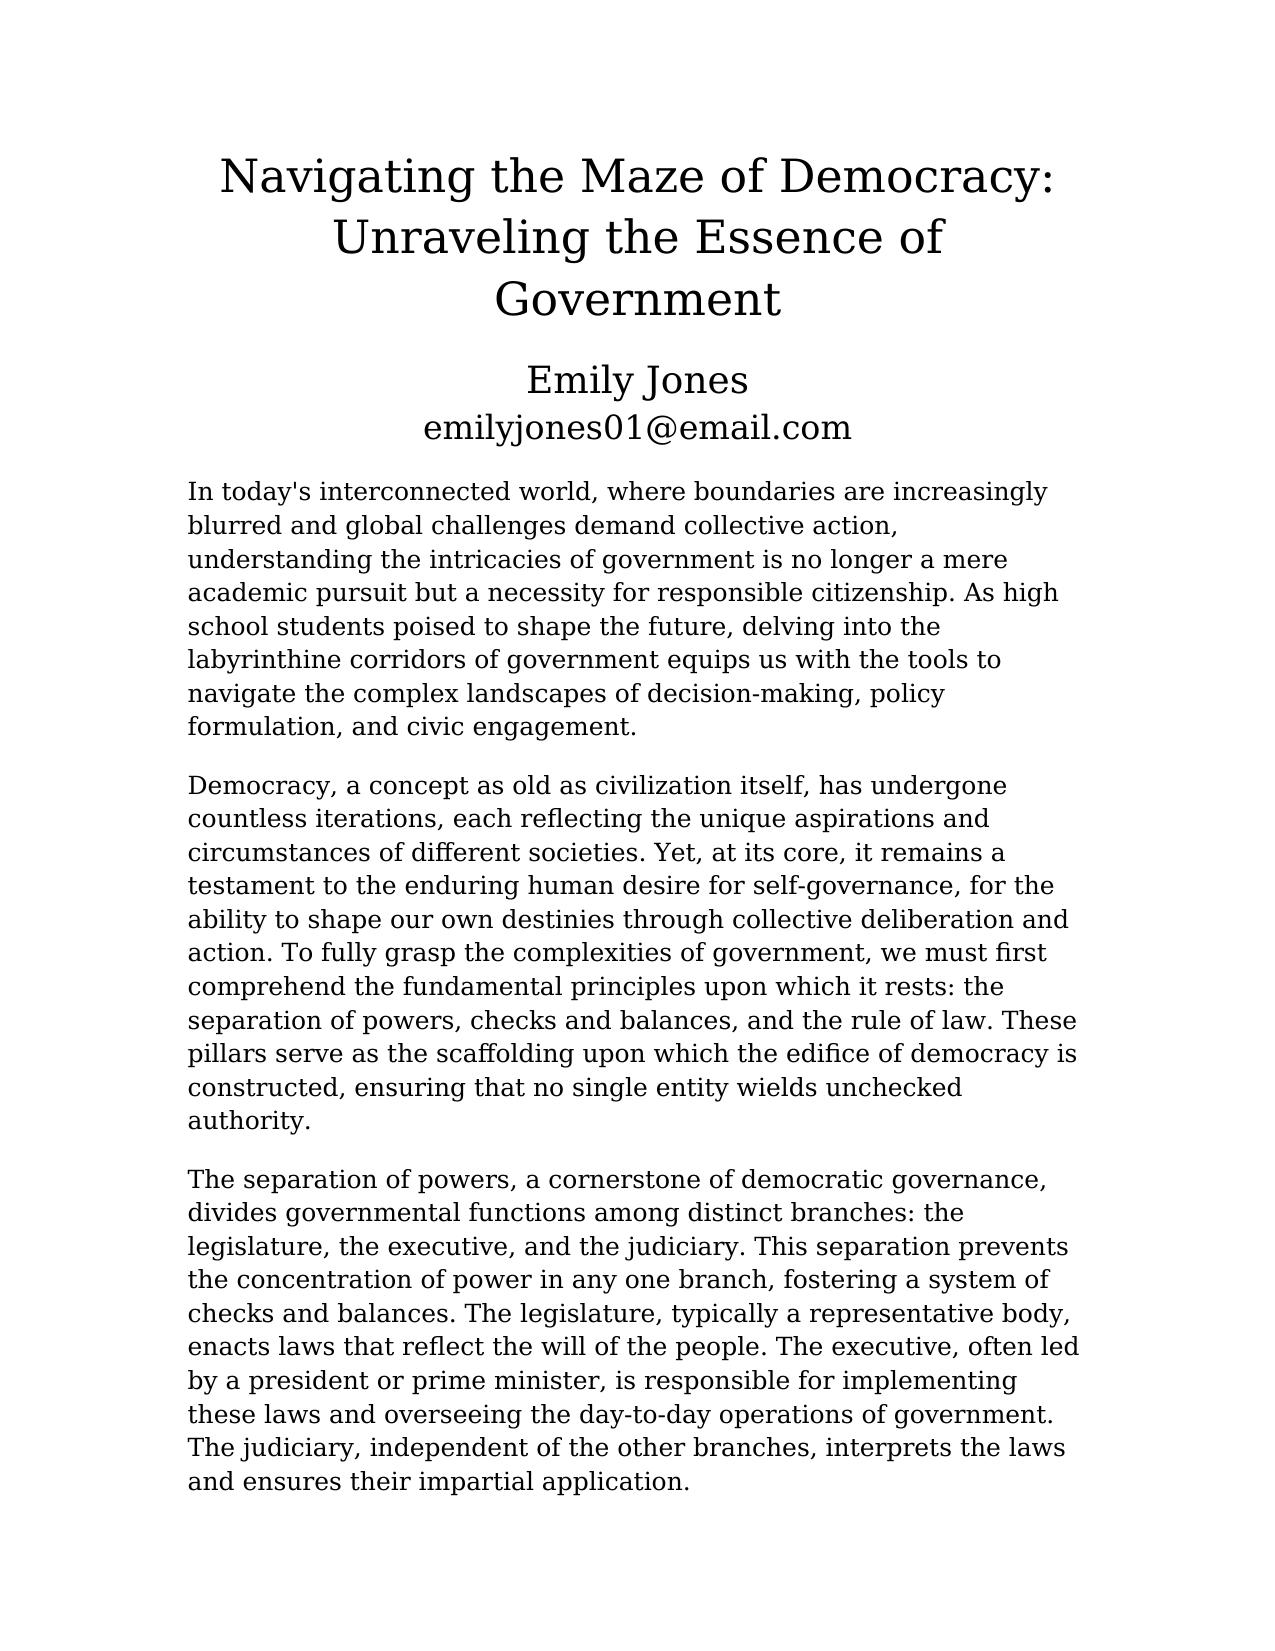 Navigating the Maze of Democracy:
Unraveling the Essence of
Government
Emily Jones
emilyjones01@email.com
In today's interconnected world, where boundaries are increasingly
blurred and global challenges demand collective action,
understanding the intricacies of government is no longer a mere
academic pursuit but a necessity for responsible citizenship. As high
school students poised to shape the future, delving into the
labyrinthine corridors of government equips us with the tools to
navigate the complex landscapes of decision-making, policy
formulation, and civic engagement.
Democracy, a concept as old as civilization itself, has undergone
countless iterations, each reflecting the unique aspirations and
circumstances of different societies. Yet, at its core, it remains a
testament to the enduring human desire for self-governance, for the
ability to shape our own destinies through collective deliberation and
action. To fully grasp the complexities of government, we must first
comprehend the fundamental principles upon which it rests: the
separation of powers, checks and balances, and the rule of law. These
pillars serve as the scaffolding upon which the edifice of democracy is
constructed, ensuring that no single entity wields unchecked
authority.
The separation of powers, a cornerstone of democratic governance,
divides governmental functions among distinct branches: the
legislature, the executive, and the judiciary. This separation prevents
the concentration of power in any one branch, fostering a system of
checks and balances. The legislature, typically a representative body,
enacts laws that reflect the will of the people. The executive, often led
by a president or prime minister, is responsible for implementing
these laws and overseeing the day-to-day operations of government.
The judiciary, independent of the other branches, interprets the laws
and ensures their impartial application.